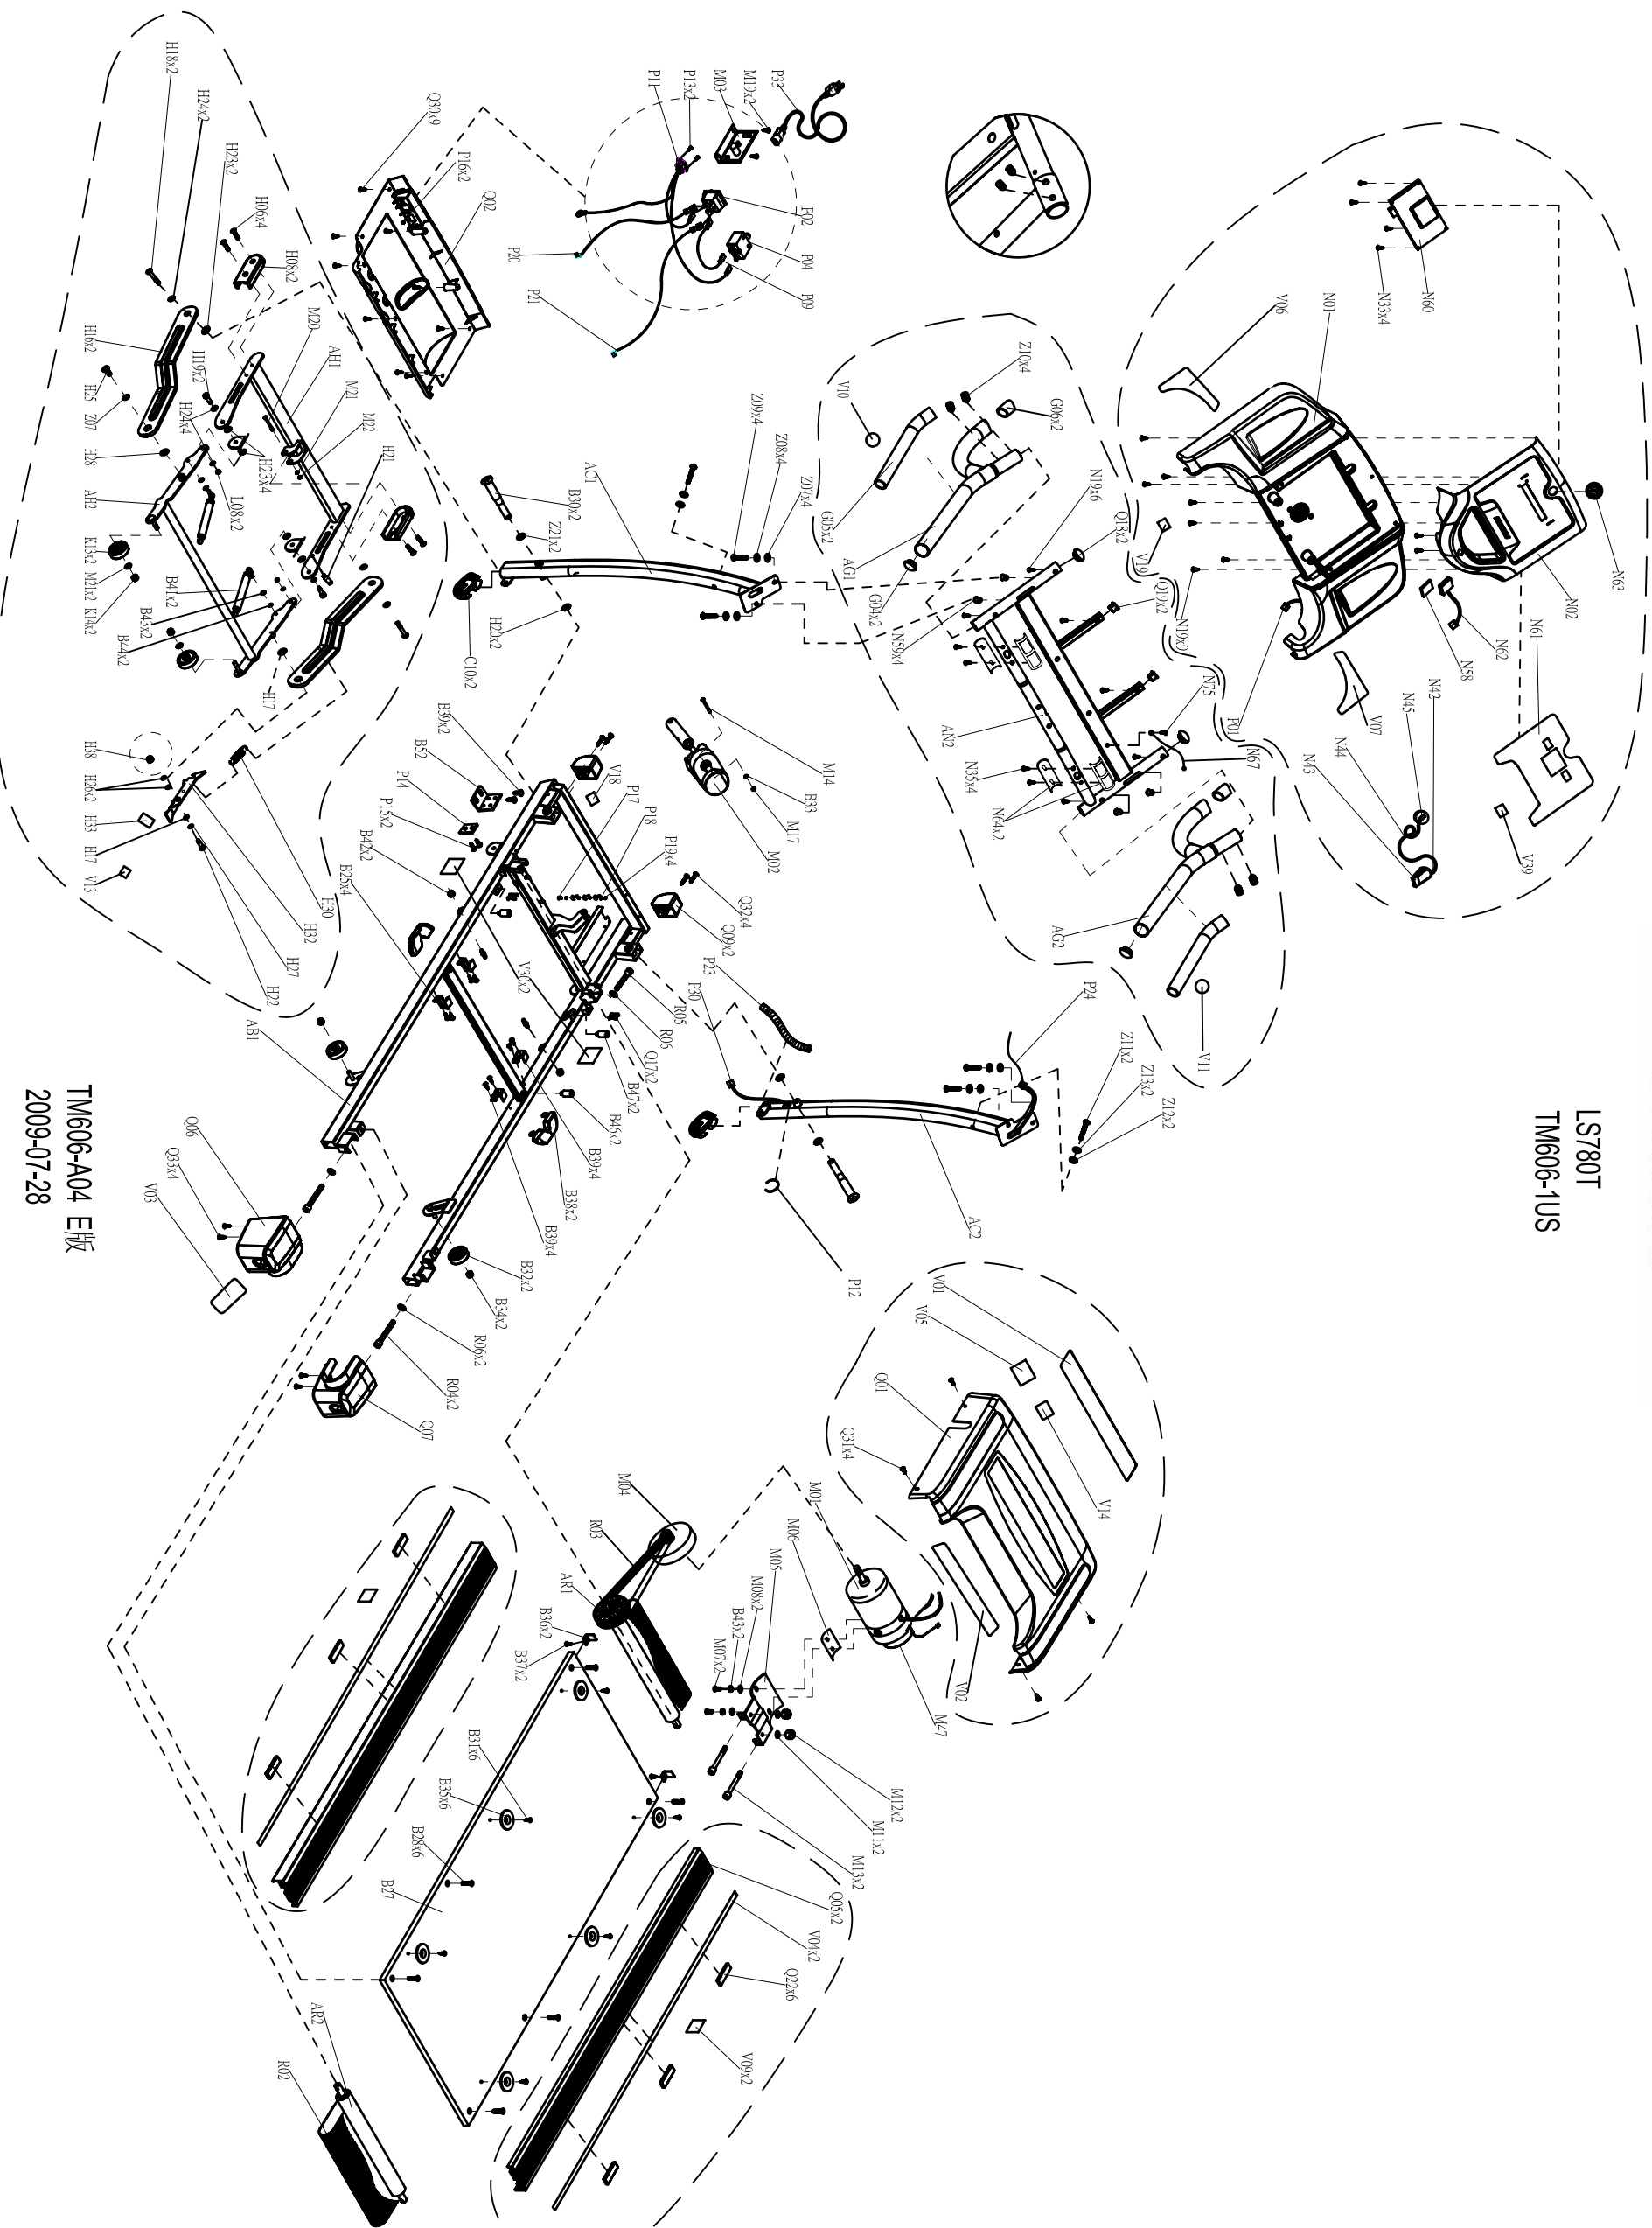 LS780T
TM606-1US
TM606-A04 E版
2009-07-28
N63
N02
N61
N62
N58
N42
N45
N44
N43
V39
V07
P01
N19x9
V19
N60
N33x4
N01
V06
Z10x4
G06x2
V10
G05x2
AG1
G04x2
N19x6
Q18x2
Q19x2
N59x4
N75
N67
AN2
N35x4
N64x2
AG2
V11
P33
M19x2
M03
P13x2
P11
P02
P04
P09
P20
P21
Q30x9
P16x2
Q02
Z09x4
Z08x4
Z07x4
AC1
B30x2
Z21x2
H20x2
C10x2
H18x2
H24x2
H23x2
H06x4
H08x2
M20
AH1
M21
M22
H21
H16x2
H25
Z07
H28
H19x2
H24x4
H23x4
AH2
L08x2
K13x2
M21x2
K14x2
B41x2
B43x2
B44x2
H17
H38
H26x2
H33
H17
V13
H30
H32
H27
H22
B39x2
B52
P14
P15x2
B42x2
B25x4
V18
P17
P18
P19x4
M14
B33
M17
M02
Q32x4
Q09x2
P23
P30
P24
Z11x2
Z13x2
Z12x2
AC2
P12
V30x2
R05
R06
Q17x2
B47x2
B46x2
B39x4
B38x2
B39x4
B32x2
B34x2
R06x2
R04x2
Q07
AB1
Q06
Q33x4
V03
V01
V05
Q01
Q31x4
V14
V02
M47
M01
M06
M05
M08x2
B43x2
M07x2
M12x2
M11x2
M13x2
M04
R03
AR1
B36x2
B37x2
B31x6
B35x6
B28x6
B27
Q05x2
V04x2
Q22x6
V09x2
AR2
R02